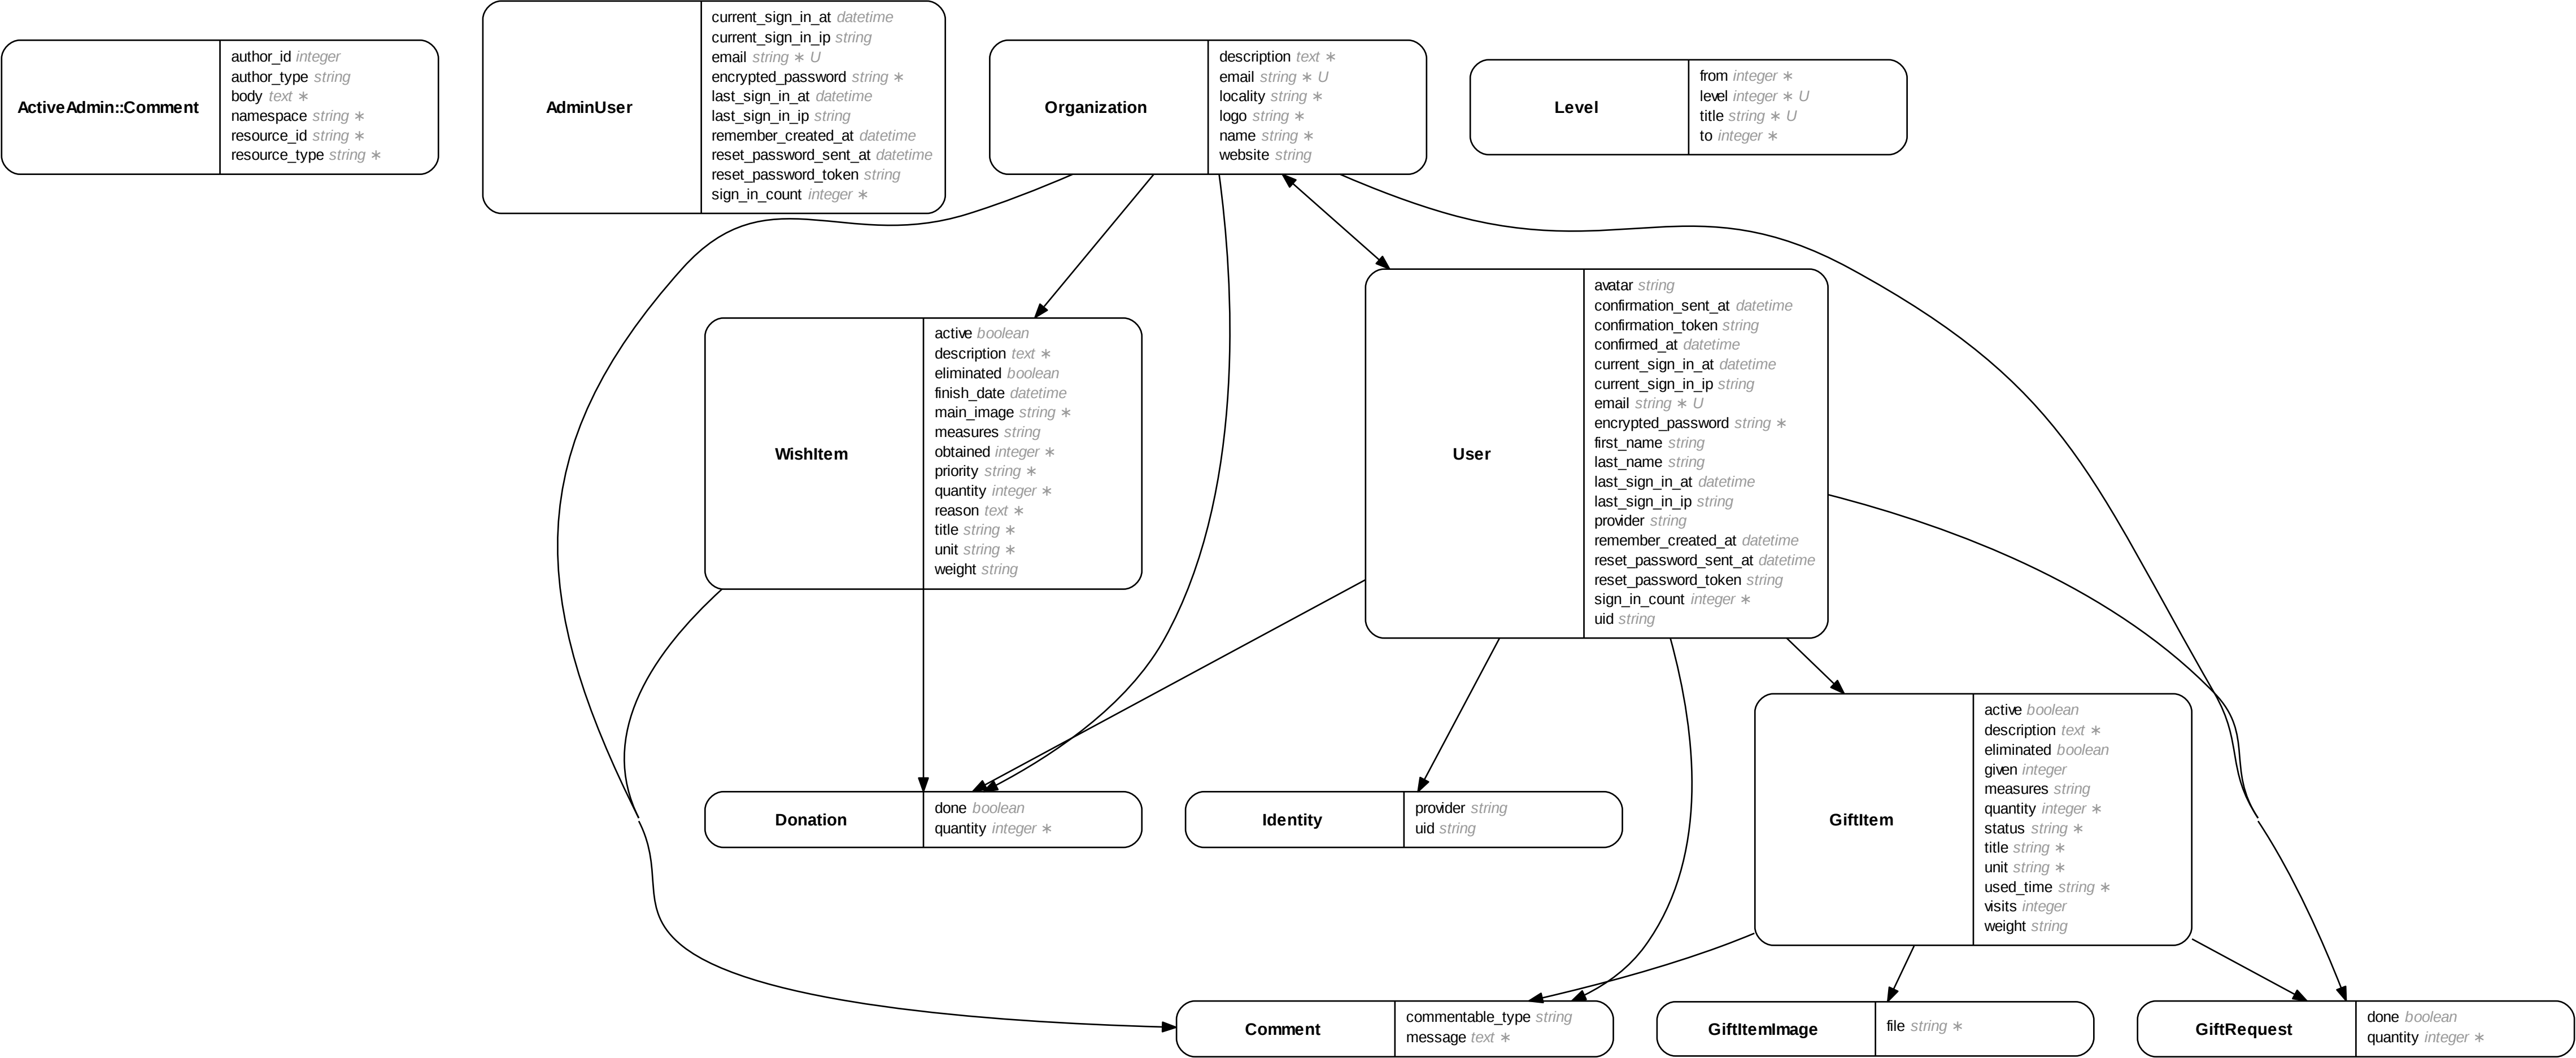 ActiveAdmin::Comment
author_id integer
author_type string
body text ∗
namespace string ∗
resource_id string ∗
resource_type string ∗
AdminUser
current_sign_in_at datetime
current_sign_in_ip string
email string ∗ U
encrypted_password string ∗
last_sign_in_at datetime
last_sign_in_ip string
remember_created_at datetime
reset_password_sent_at datetime
reset_password_token string
sign_in_count integer ∗
Organization
description text ∗
email string ∗ U
locality string ∗
logo string ∗
name string ∗
website string
Level
from integer ∗
level integer ∗ U
title string ∗ U
to integer ∗
WishItem
active boolean
description text ∗
eliminated boolean
finish_date datetime
main_image string ∗
measures string
obtained integer ∗
priority string ∗
quantity integer ∗
reason text ∗
title string ∗
unit string ∗
weight string
User
avatar string
confirmation_sent_at datetime
confirmation_token string
confirmed_at datetime
current_sign_in_at datetime
current_sign_in_ip string
email string ∗ U
encrypted_password string ∗
first_name string
last_name string
last_sign_in_at datetime
last_sign_in_ip string
provider string
remember_created_at datetime
reset_password_sent_at datetime
reset_password_token string
sign_in_count integer ∗
uid string
Donation
done boolean
quantity integer ∗
Identity
provider string
uid string
GiftItem
active boolean
description text ∗
eliminated boolean
given integer
measures string
quantity integer ∗
status string ∗
title string ∗
unit string ∗
used_time string ∗
visits integer
weight string
Comment
commentable_type string
message text ∗
GiftItemImage
file string ∗
GiftRequest
done boolean
quantity integer ∗